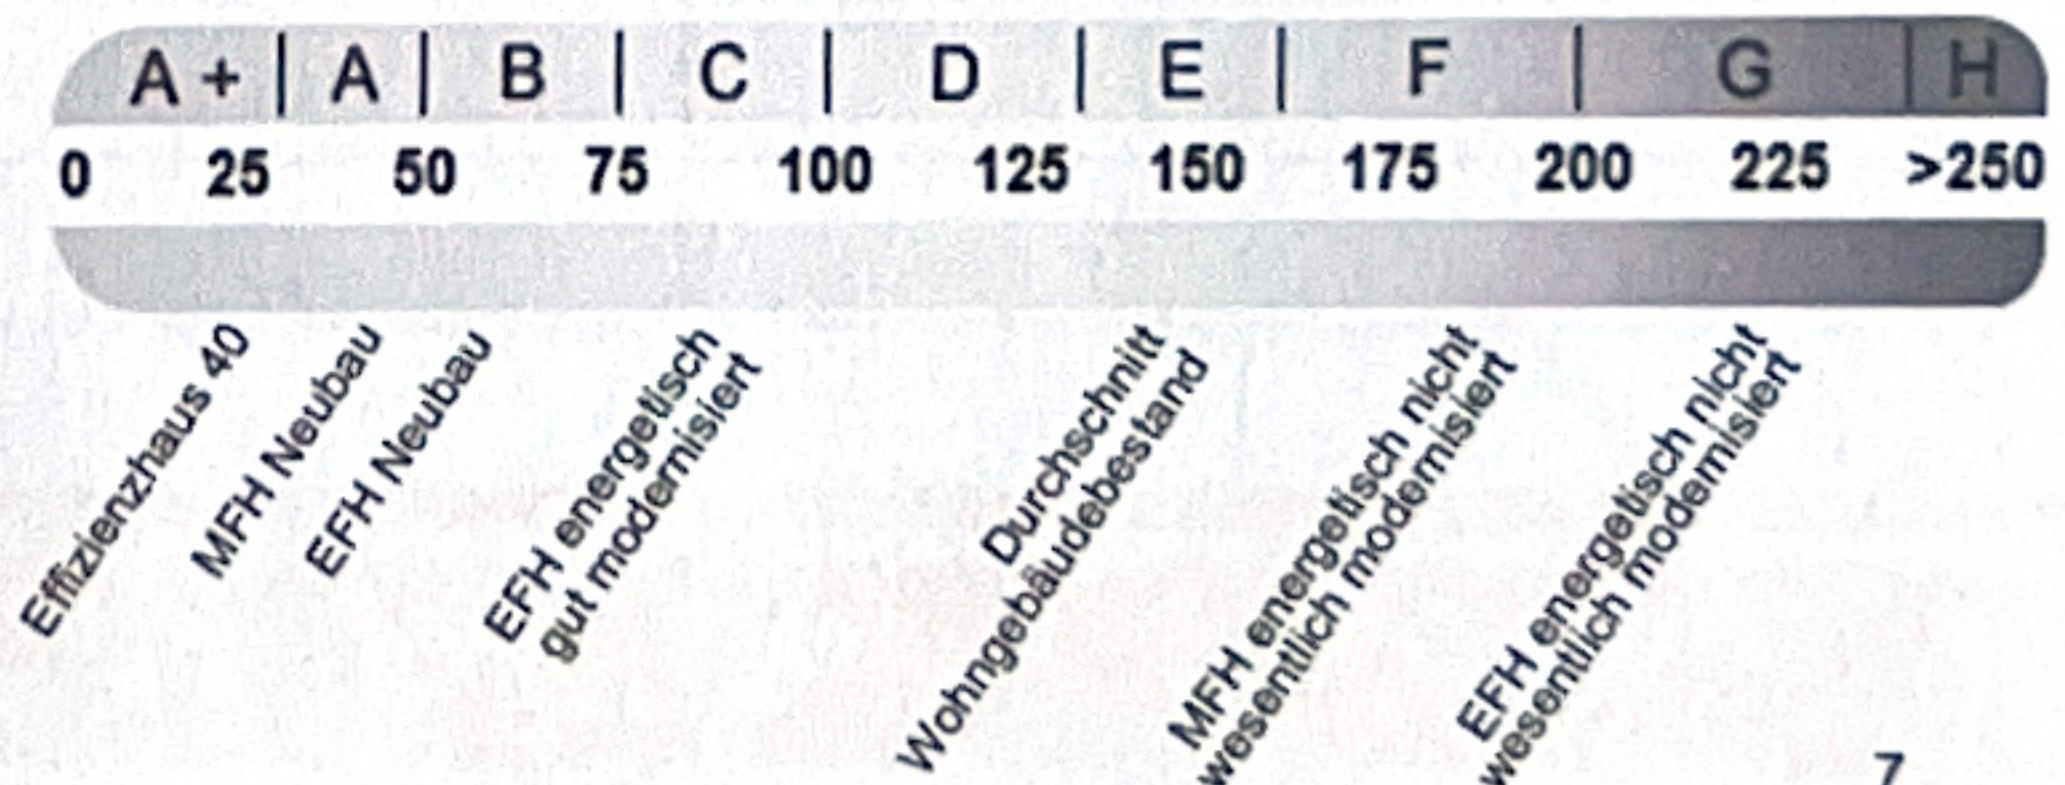 A + | A | B | C | D | E | F | G | H
0 25 50 75 100 125 150 175 200 225 >250
Effizienzhaus 40
MFH Neubau
EFH Neubau
EFH energetisch
gut modernisiert
Durchschnitt
Wohngebäudebestand
MFH energetisch nicht
wesentlich modernisiert
EFH energetisch nicht
wesentlich modernisiert
7